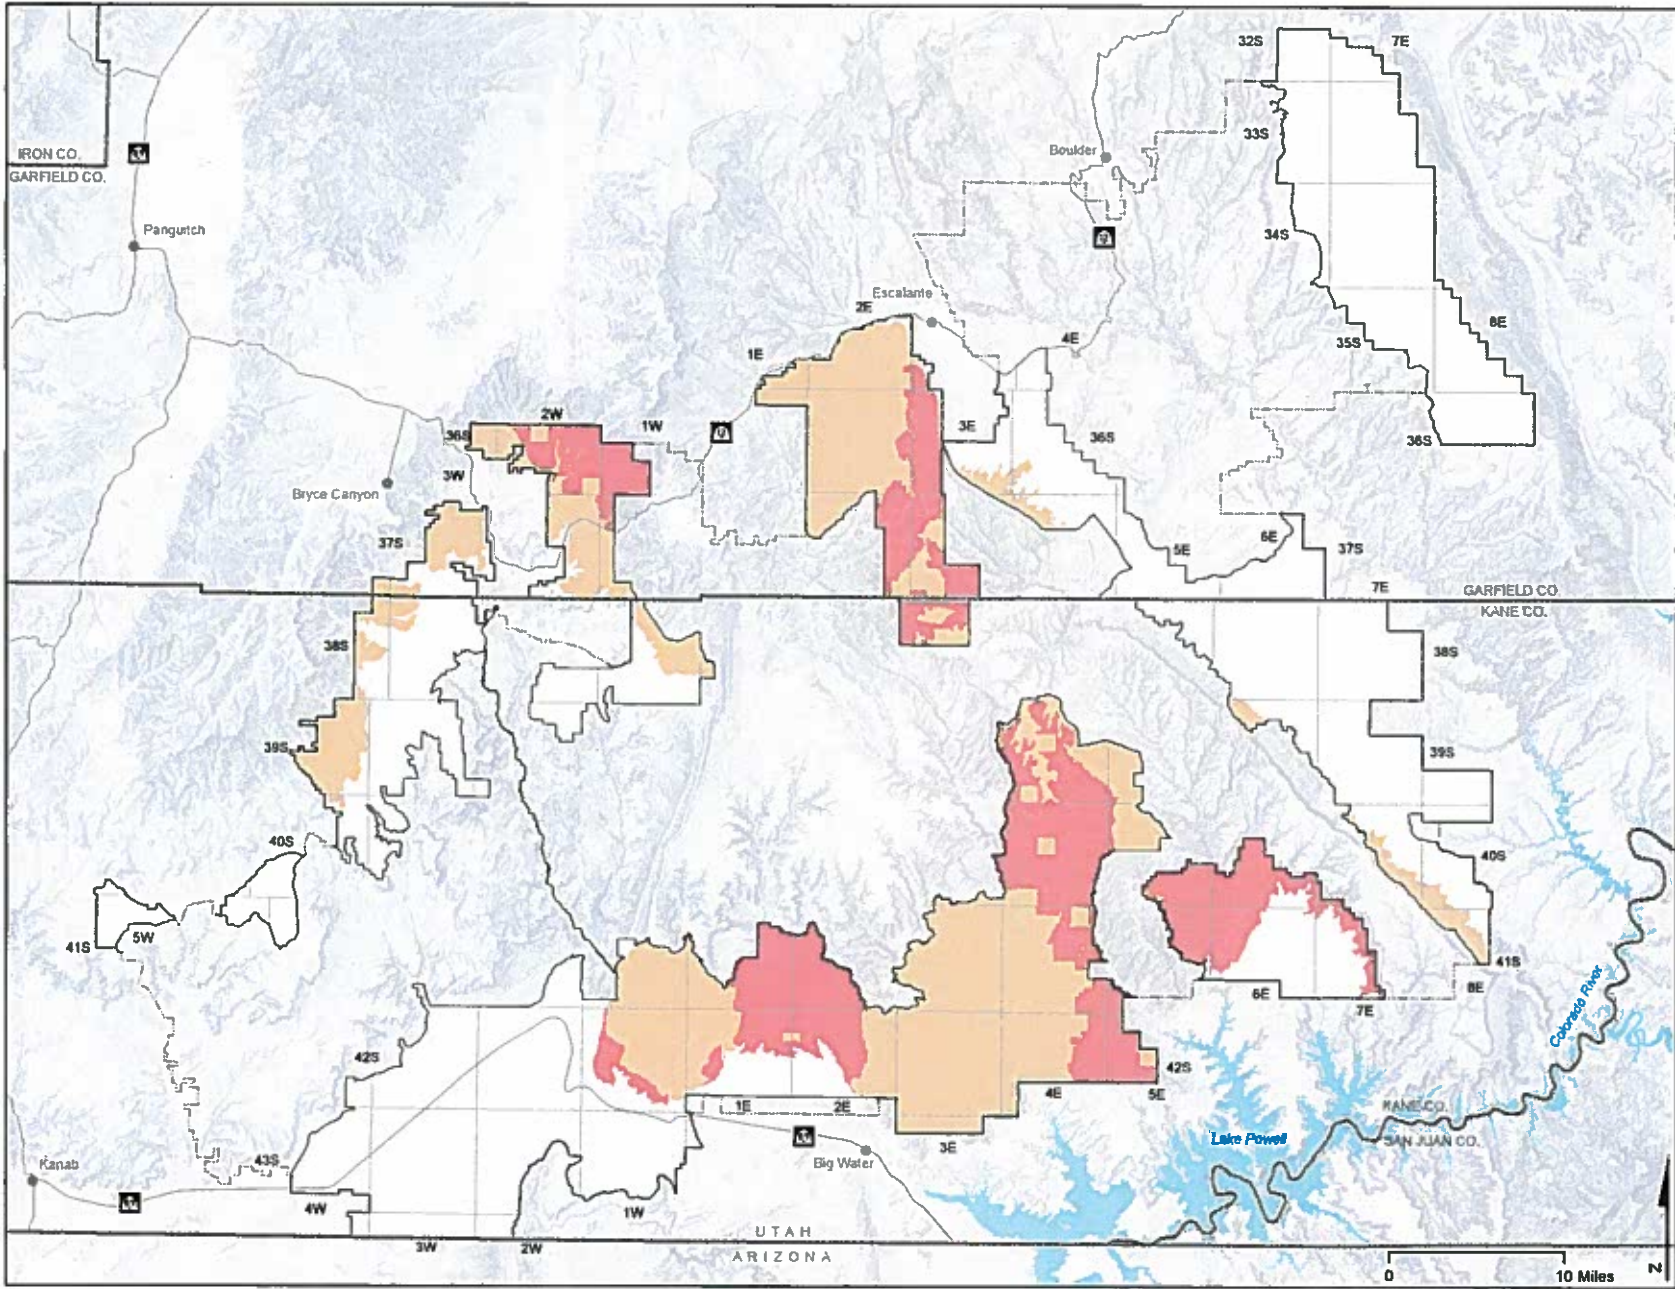 32S
7E
33S
Boulder
IRON CO.
GARFIELD CO.
Panguitch
34S
Escalante
2E
8E
4E
35S
1E
2W
1W
3E
36S
36S
36S
3W
Bryce Canyon
37S
5E
6E
37S
7E
GARFIELD CO.
KANE CO.
38S
38S
39S
39S
40S
40S
5W
41S
41S
6E
8E
7E
Colorado River
42S
42S
4E
5E
1E
2E
KANE CO.
SAN JUAN CO.
Lake Powell
3E
Big Water
43S
Kanab
4W
1W
UTAH
ARIZONA
3W
2W
0
10 Miles
N